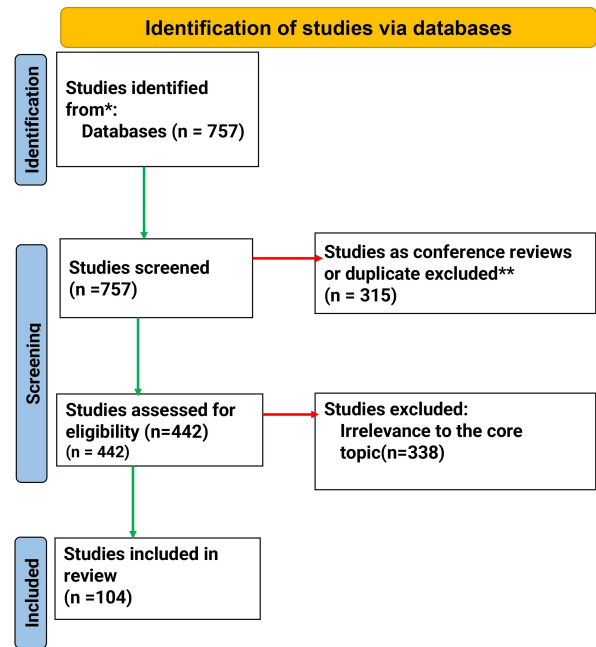 Identification of studies via databases
Identification
Studies identified
from*:
Databases (n = 757)
Screening
Studies screened
(n =757)
Studies as conference reviews
or duplicate excluded**
(n = 315)
Studies assessed for
eligibility (n=442)
(n = 442)
Studies excluded:
Irrelevance to the core
topic(n=338)
Included
Studies included in
review
(n =104)